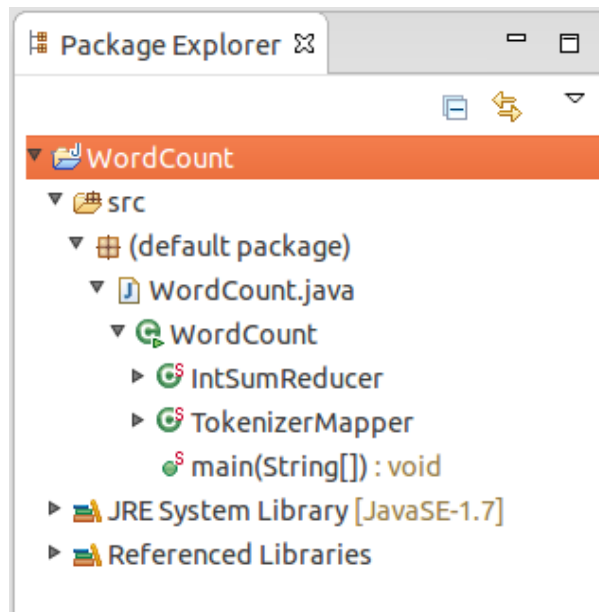 Package Explorer
WordCount
src
(default package)
WordCount.java
WordCount
IntSumReducer
TokenizerMapper
main(String[]) : void
JRE System Library [JavaSE-1.7]
Referenced Libraries